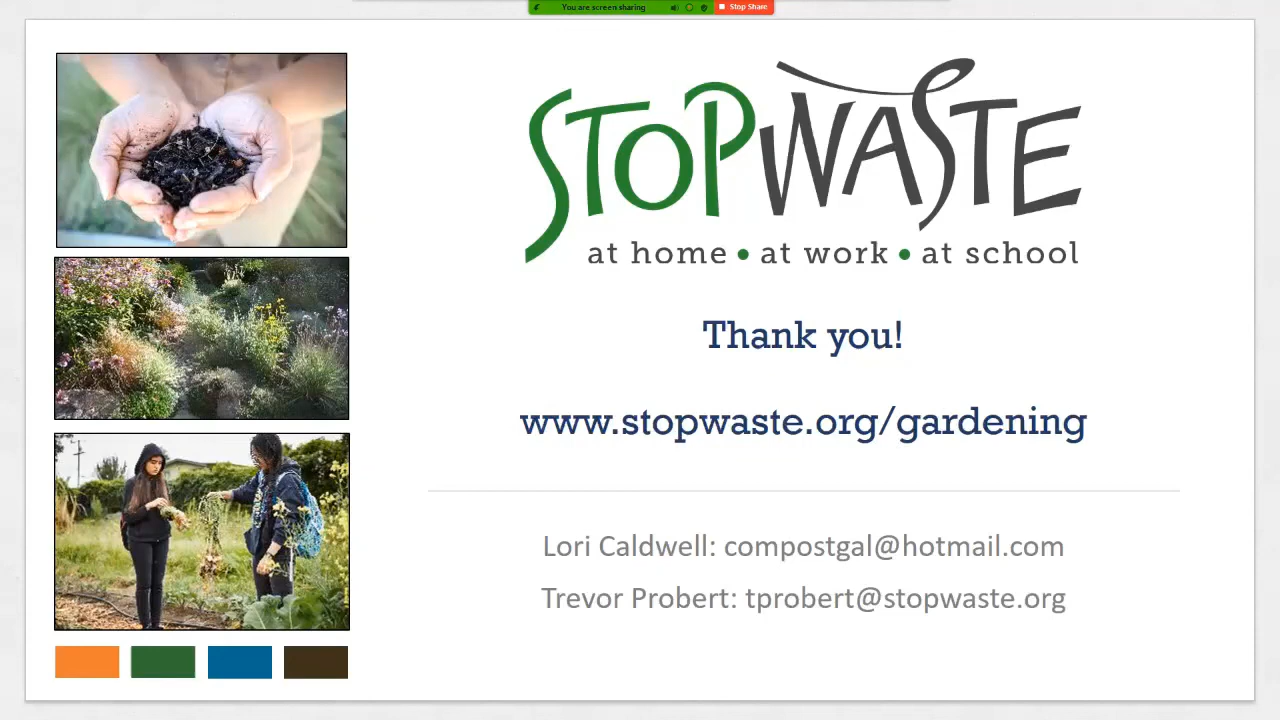 You are screen sharing
Stop Share
STOPWASTE
at home • at work • at school
Thank you!
www.stopwaste.org/gardening
Lori Caldwell: compostgal@hotmail.com
Trevor Probert: tprobert@stopwaste.org